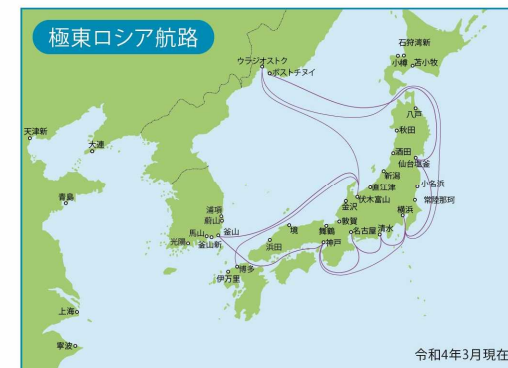 極東ロシア航路
石狩湾新
小樽
苫小牧
ウラジオストク
ボストチヌイ
八戸
秋田
酒田
仙台塩釜
新潟
小名浜
直江津
常陸那珂
伏木富山
金沢
横浜
敦賀
舞鶴
名古屋
清水
境
神戸
浜田
天津新
大連
青島
浦項
蔚山
馬山
釜山
光陽
釜山新
博多
伊万里
上海
寧波
令和4年3月現在